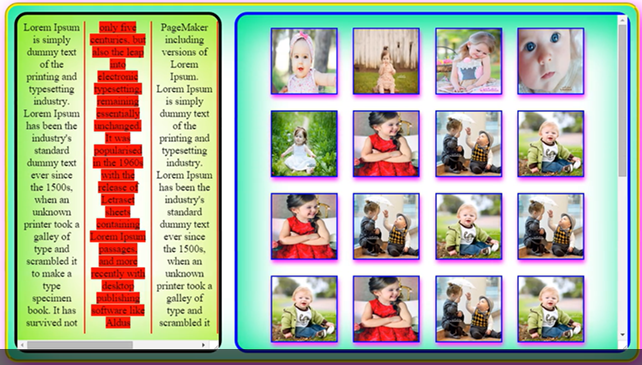 Lorem Ipsum
is simply
dummy text
of the
printing and
typesetting
industry.
Lorem Ipsum
has been the
industry's
standard
dummy text
ever since
the 1500s,
when an
unknown
printer took a
galley of
type and
scrambled it
to make a
type
specimen
book. It has
survived not
only five
centuries, but
also the leap
into
electronic
typesetting,
remaining
essentially
unchanged.
It was
popularised
in the 1960s
with the
release of
Letraset
sheets
containing
Lorem Ipsum
passages,
and more
recently with
desktop
publishing
software like
Aldus
PageMaker
including
versions of
Lorem
Ipsum.
Lorem Ipsum
is simply
dummy text
of the
printing and
typesetting
industry.
Lorem Ipsum
has been the
industry's
standard
dummy text
ever since
the 1500s,
when an
unknown
printer took a
galley of
type and
scrambled it